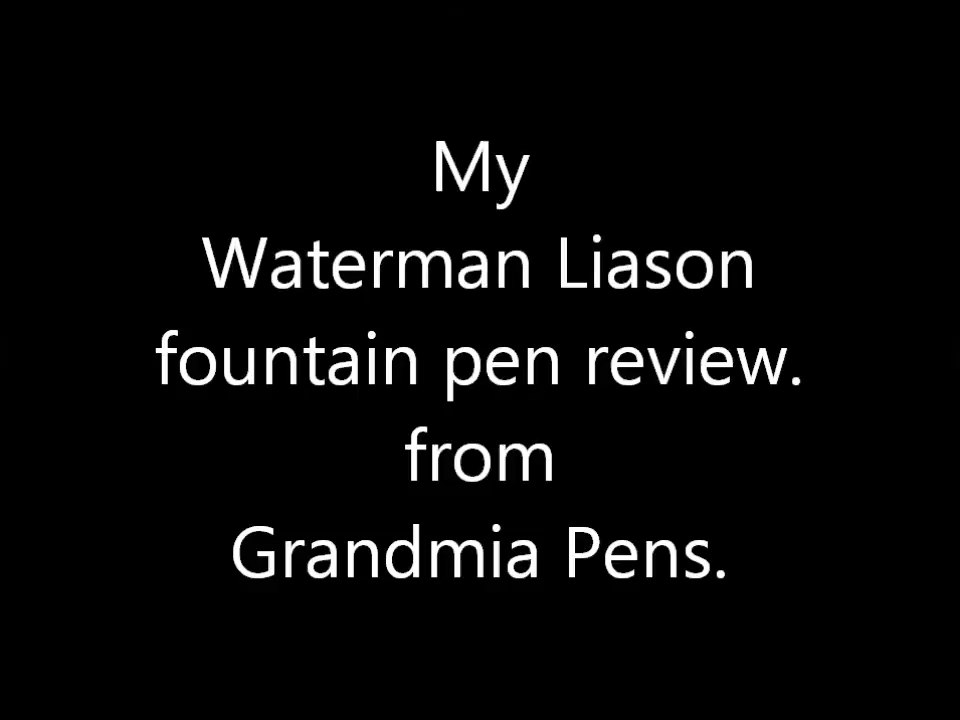 My
Waterman Liason
fountain pen review.
from
Grandmia Pens.